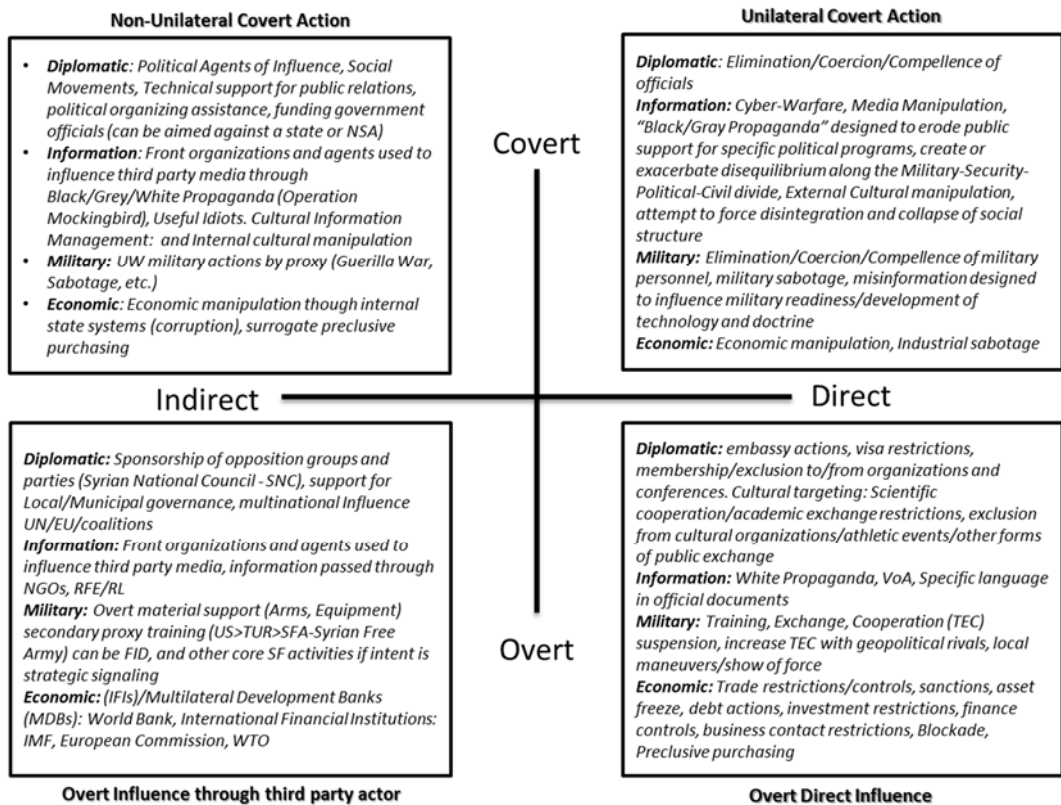 Non-Unilateral Covert Action
• Diplomatic: Political Agents of Influence, Social
Movements, Technical support for public relations,
political organizing assistance, funding government
officials (can be aimed against a state or NSA)
• Information: Front organizations and agents used to
influence third party media through
Black/Grey/White Propaganda (Operation
Mockingbird), Useful Idiots. Cultural Information
Management: and Internal cultural manipulation
• Military: UW military actions by proxy (Guerilla War,
Sabotage, etc.)
• Economic: Economic manipulation though internal
state systems (corruption), surrogate preclusive
purchasing
Unilateral Covert Action
Diplomatic: Elimination/Coercion/Compellence of
officials
Information: Cyber-Warfare, Media Manipulation,
“Black/Gray Propaganda” designed to erode public
support for specific political programs, create or
exacerbate disequilibrium along the Military-Security-
Political-Civil divide, External Cultural manipulation,
attempt to force disintegration and collapse of social
structure
Military: Elimination/Coercion/Compellence of military
personnel, military sabotage, misinformation designed
to influence military readiness/development of
technology and doctrine
Economic: Economic manipulation, Industrial sabotage
Covert
Indirect
Direct
Overt
Diplomatic: Sponsorship of opposition groups and
parties (Syrian National Council - SNC), support for
Local/Municipal governance, multinational Influence
UN/EU/coalitions
Information: Front organizations and agents used to
influence third party media, information passed through
NGOs, RFE/RL
Military: Overt material support (Arms, Equipment)
secondary proxy training (US>TUR>SFA-Syrian Free
Army) can be FID, and other core SF activities if intent is
strategic signaling
Economic: (IFIs)/Multilateral Development Banks
(MDBs): World Bank, International Financial Institutions:
IMF, European Commission, WTO
Overt Influence through third party actor
Diplomatic: embassy actions, visa restrictions,
membership/exclusion to/from organizations and
conferences. Cultural targeting: Scientific
cooperation/academic exchange restrictions, exclusion
from cultural organizations/athletic events/other forms
of public exchange
Information: White Propaganda, VoA, Specific language
in official documents
Military: Training, Exchange, Cooperation (TEC)
suspension, increase TEC with geopolitical rivals, local
maneuvers/show of force
Economic: Trade restrictions/controls, sanctions, asset
freeze, debt actions, investment restrictions, finance
controls, business contact restrictions, Blockade,
Preclusive purchasing
Overt Direct Influence